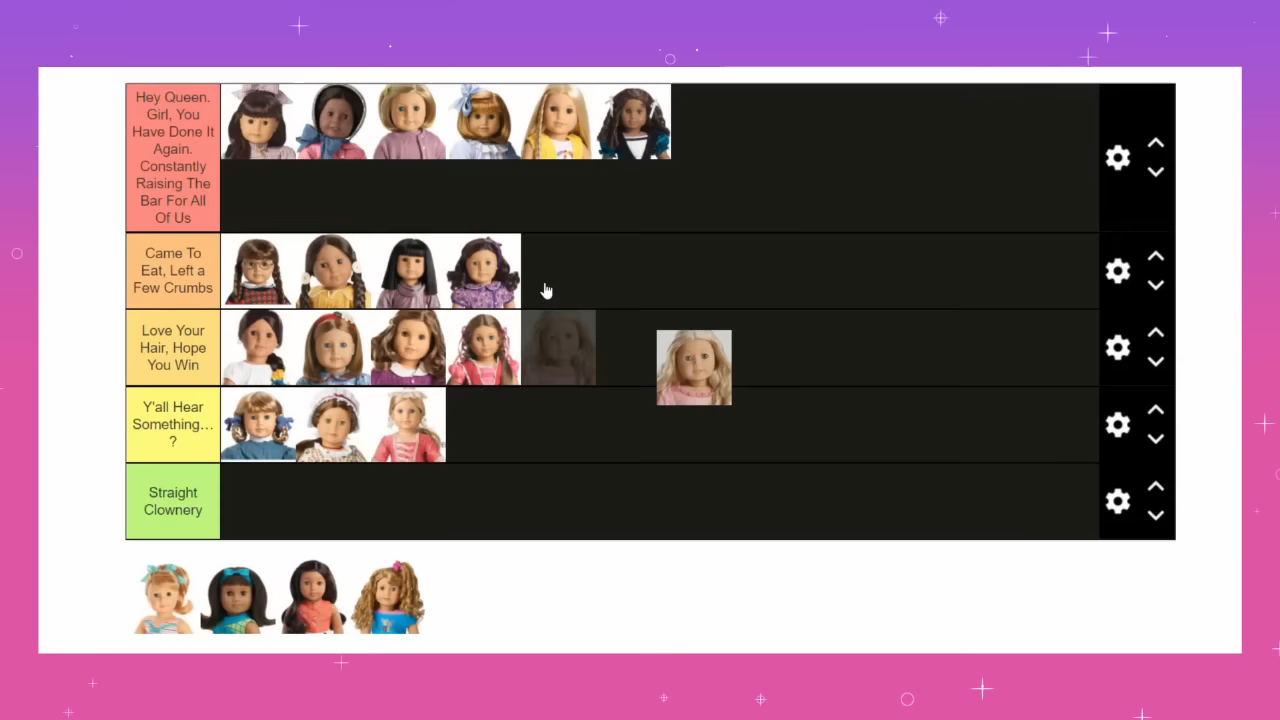 Hey Queen.
Girl, You
Have Done It
Again.
Constantly
Raising The
Bar For All
Of Us
Came To
Eat, Left a
Few Crumbs
Love Your
Hair, Hope
You Win
Y'all Hear
Something...
?
Straight
Clownery